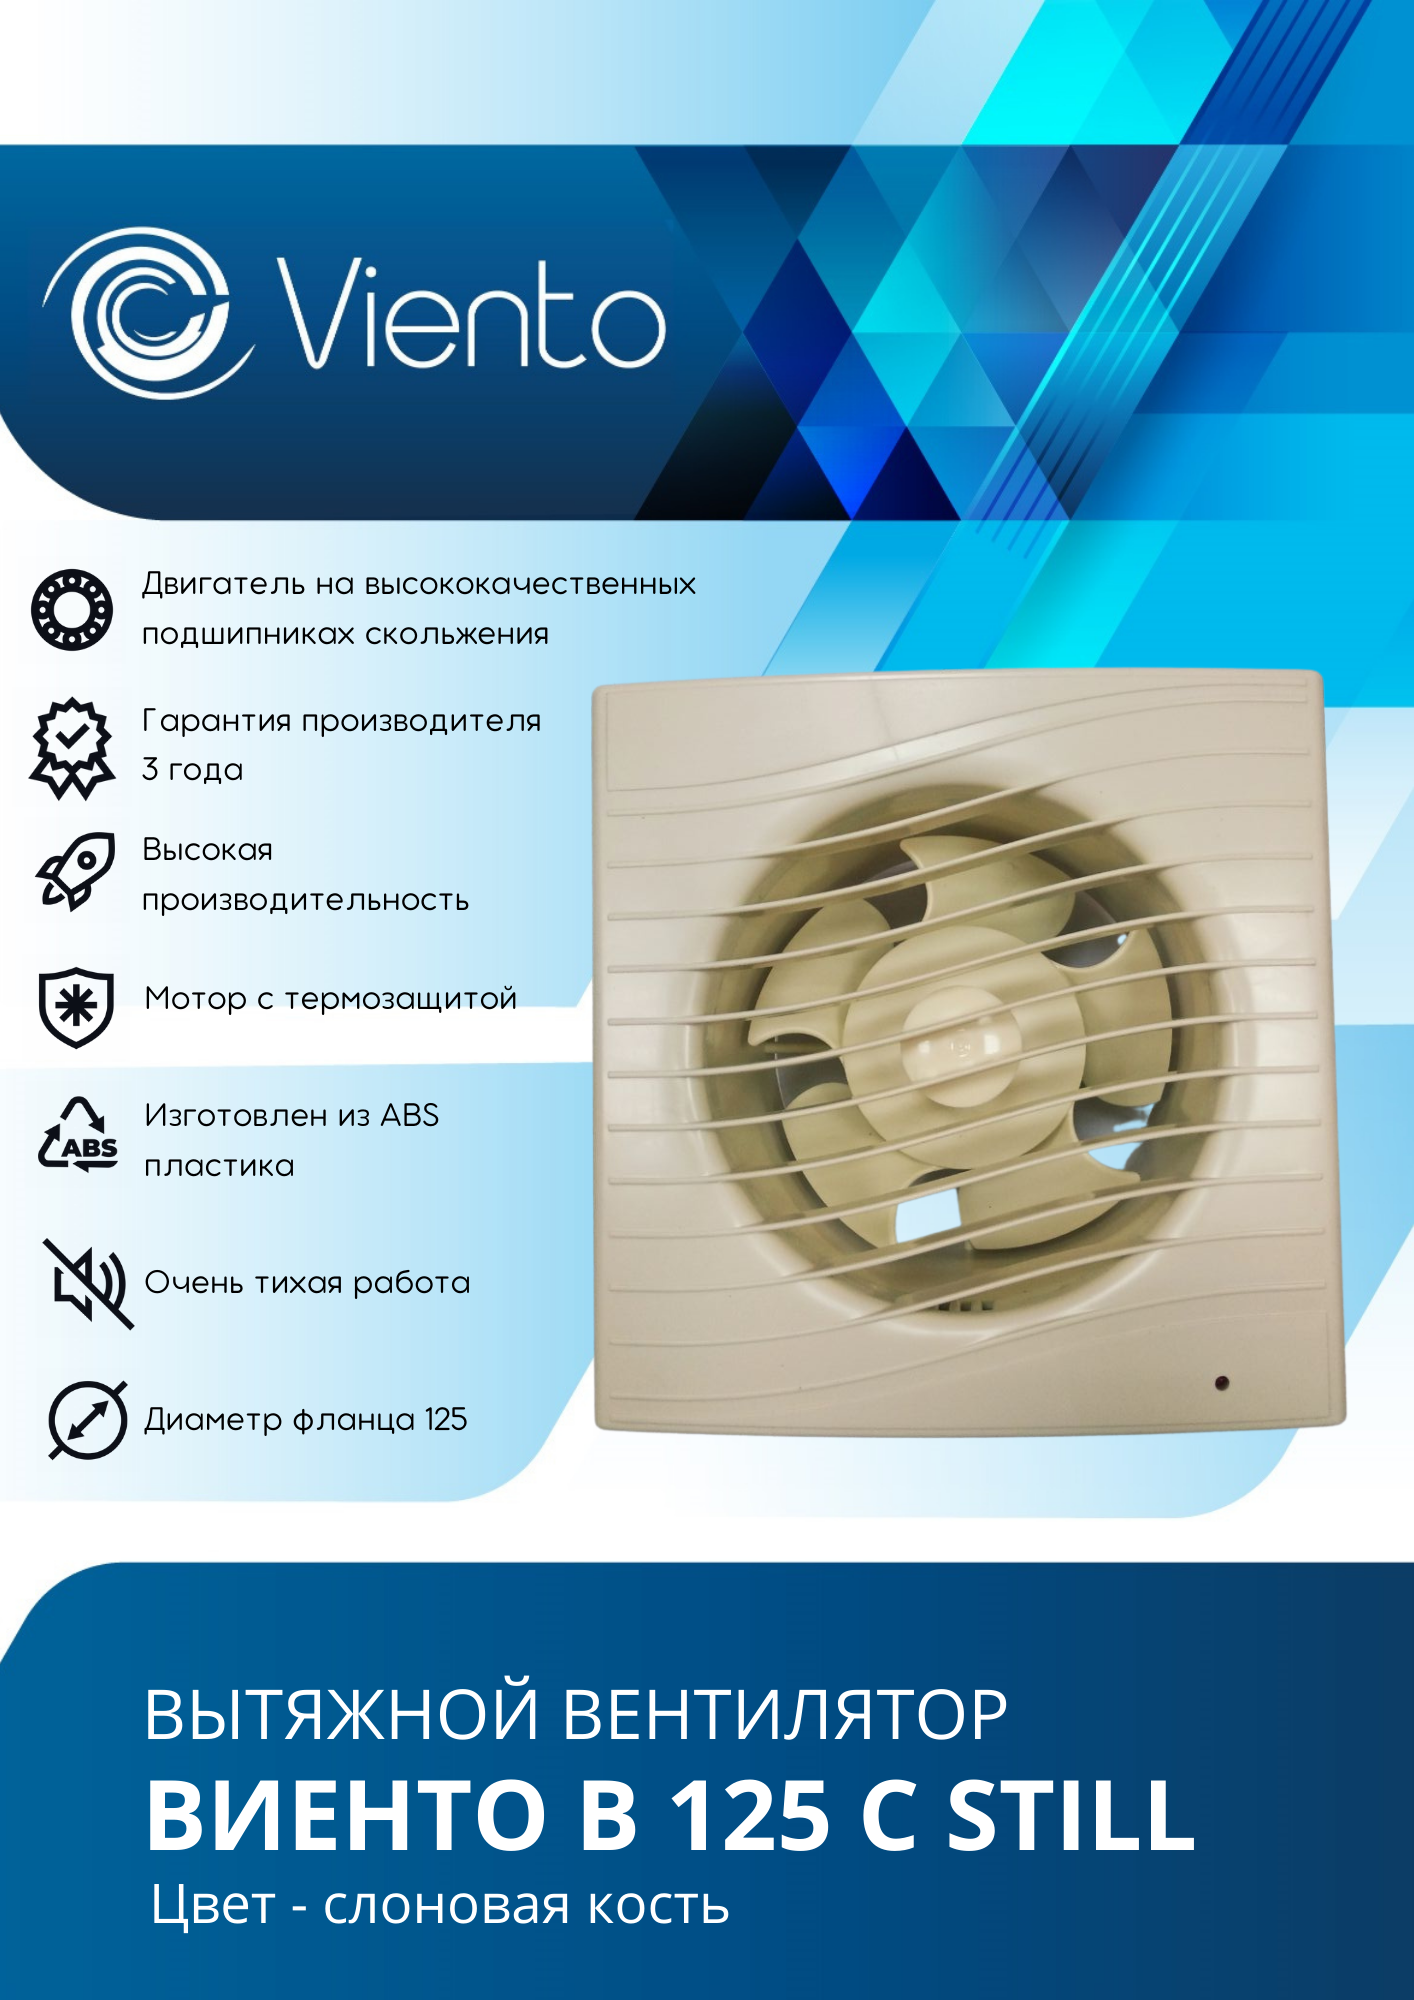 Viento
Двигатель на высококачественных
подшипниках скольжения
Гарантия производителя
3 года
Высокая
производительность
Мотор с термозащитой
ABS
Изготовлен из ABS
пластика
Очень тихая работа
Диаметр фланца 125
ВЫТЯЖНОЙ ВЕНТИЛЯТОР
ВИЕНТО В 125 С STILL
Цвет - слоновая кость